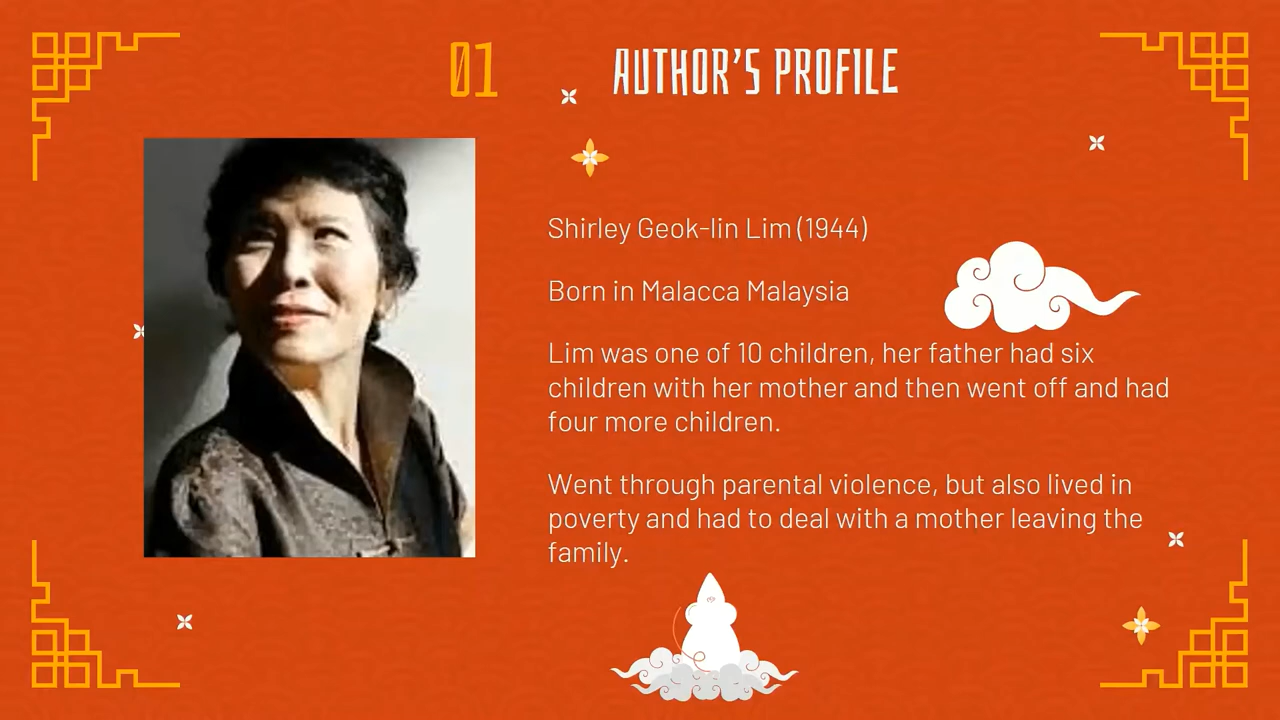 01
AUTHOR'S PROFILE
Shirley Geok-lin Lim (1944)
Born in Malacca Malaysia
Lim was one of 10 children, her father had six
children with her mother and then went off and had
four more children.
Went through parental violence, but also lived in
poverty and had to deal with a mother leaving the
family.